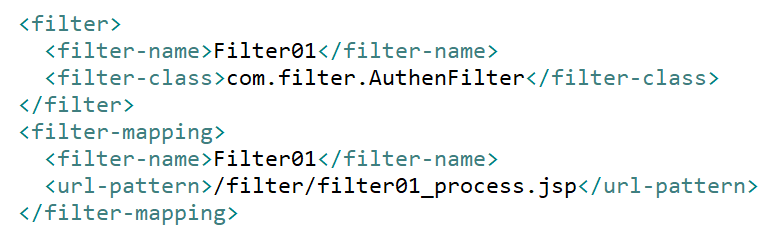 <filter>
  <filter-name>Filter01</filter-name>
  <filter-class>com.filter.AuthenFilter</filter-class>
</filter>
<filter-mapping>
  <filter-name>Filter01</filter-name>
  <url-pattern>/filter/filter01_process.jsp</url-pattern>
</filter-mapping>